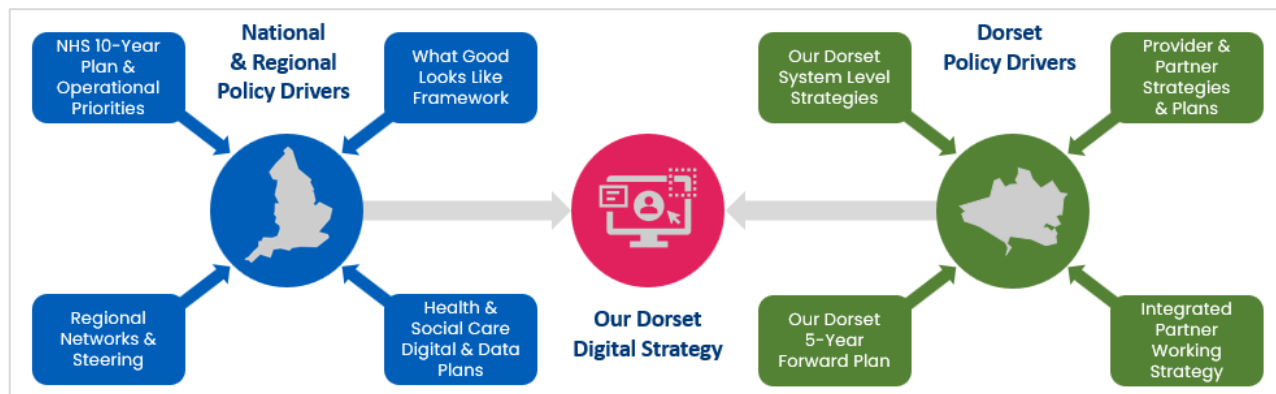 NHS 10-Year
Plan &
Operational
Priorities
National
& Regional
Policy Drivers
What Good
Looks Like
Framework
Regional
Networks &
Steering
Health &
Social Care
Digital & Data
Plans
Our Dorset
Digital Strategy
Our Dorset
System Level
Strategies
Dorset
Policy Drivers
Provider &
Partner
Strategies
& Plans
Our Dorset
5-Year
Forward Plan
Integrated
Partner
Working
Strategy